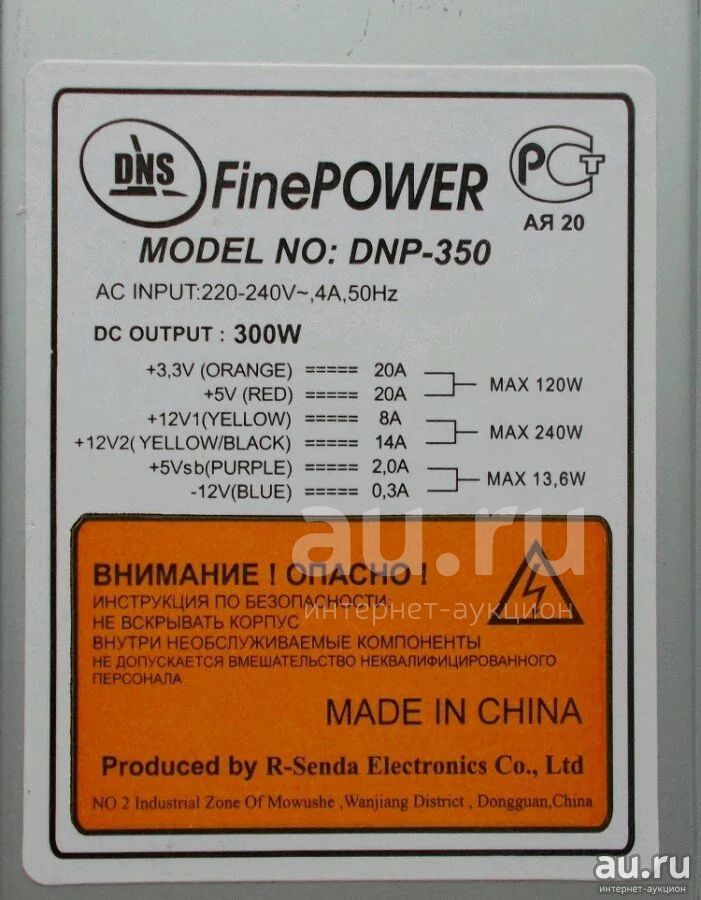 DNS
FinePOWER
РСТ
АЯ 20
MODEL NO: DNP-350
AC INPUT:220-240V~,4A,50Hz
DC OUTPUT : 300W
+3,3V (ORANGE) ===== 20A
+5V (RED) ===== 20A
MAX 120W
+12V1(YELLOW) ===== 8A
+12V2( YELLOW/BLACK) ===== 14A
MAX 240W
+5Vsb(PURPLE) ===== 2,0A
-12V(BLUE) ===== 0,3A
MAX 13,6W
au.ru
интернет-аукцион
ВНИМАНИЕ ! ОПАСНО !
ИНСТРУКЦИЯ ПО БЕЗОПАСНОСТИ:
НЕ ВСКРЫВАТЬ КОРПУС
ВНУТРИ НЕОБСЛУЖИВАЕМЫЕ КОМПОНЕНТЫ
НЕ ДОПУСКАЕТСЯ ВМЕШАТЕЛЬСТВО НЕКВАЛИФИЦИРОВАННОГО
ПЕРСОНАЛА
MADE IN CHINA
Produced by R-Senda Electronics Co., Ltd
NO 2 Industrial Zone Of Mowushe ,Wanjiang District , Dongguan,China
au.ru
интернет-аукцион